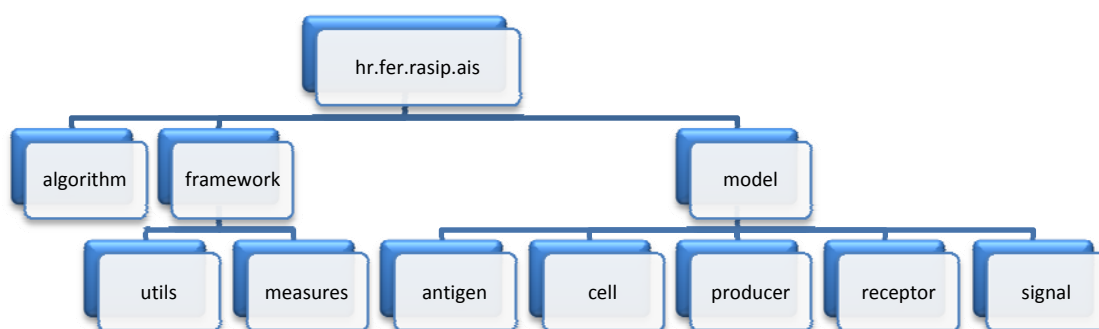 hr.fer.rasip.ais
algorithm
framework
model
utils
measures
antigen
cell
producer
receptor
signal